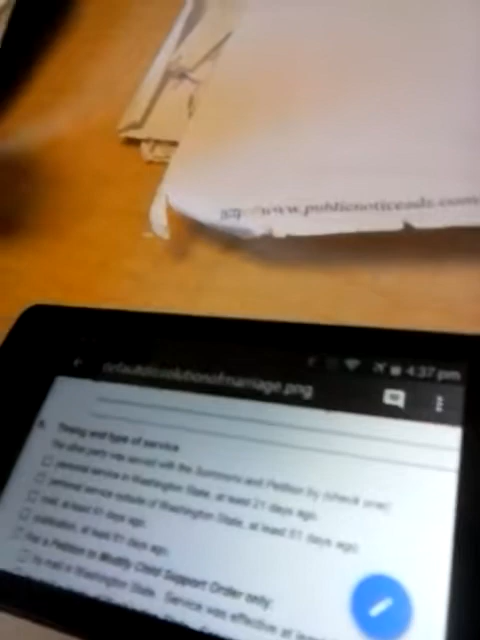 www.publicnoticeads.com
4:37 pm
defaultdissolutionofmarriage.png
Timing and type of service
The other party was served with the Summons and Petition by (check one):
personal service in Washington State, at least 21 days ago.
personal service outside of Washington State, at least 61 days ago.
mail, at least 91 days ago.
publication, at least 61 days ago.
For a Petition to Modify Child Support Order only:
by mail in Washington State. Service was effective at least